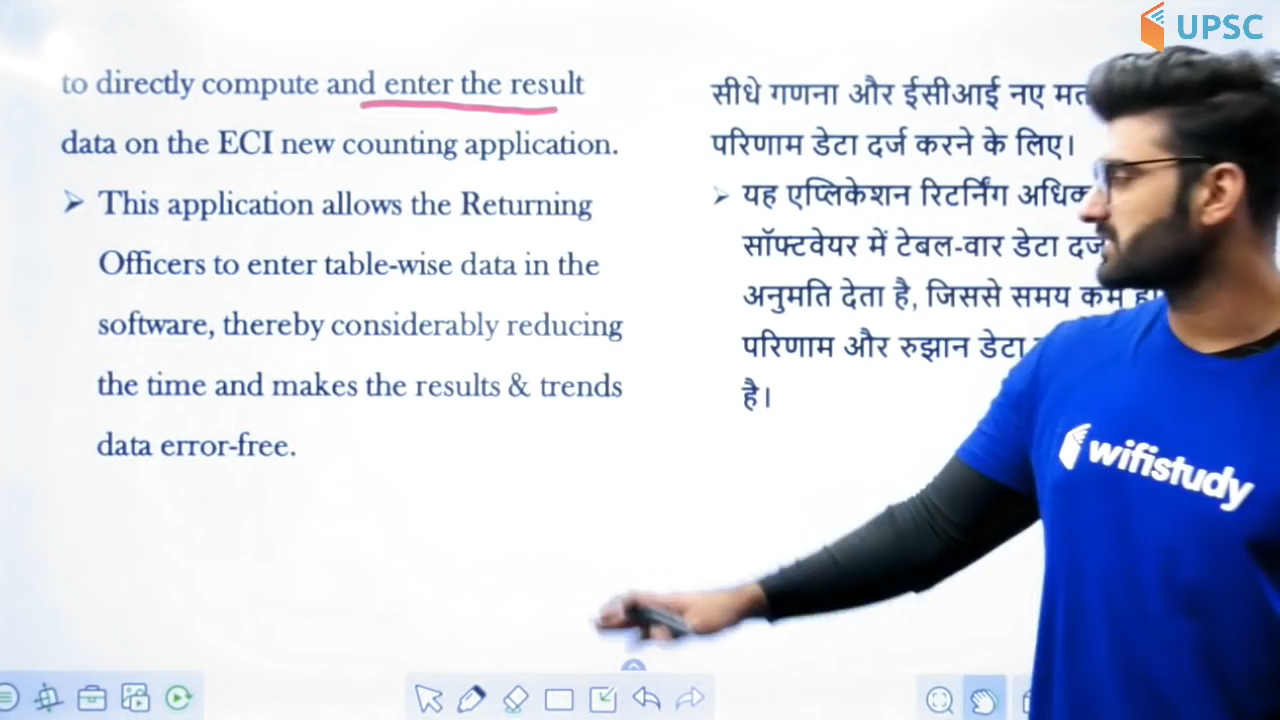 UPSC
to directly compute and enter the result
data on the ECI new counting application.
➤ This application allows the Returning
Officers to enter table-wise data in the
software, thereby considerably reducing
the time and makes the results & trends
data error-free.
सीधे गणना और ईसीआई नए
परिणाम डेटा दर्ज करने के लिए।
➤ यह एप्लिकेशन रिटर्निंग
सॉफ्टवेयर में टेबल-वार डेटा
अनुमति देता है, जिससे समय कम
परिणाम और रुझान डेटा
है।
wifistudy